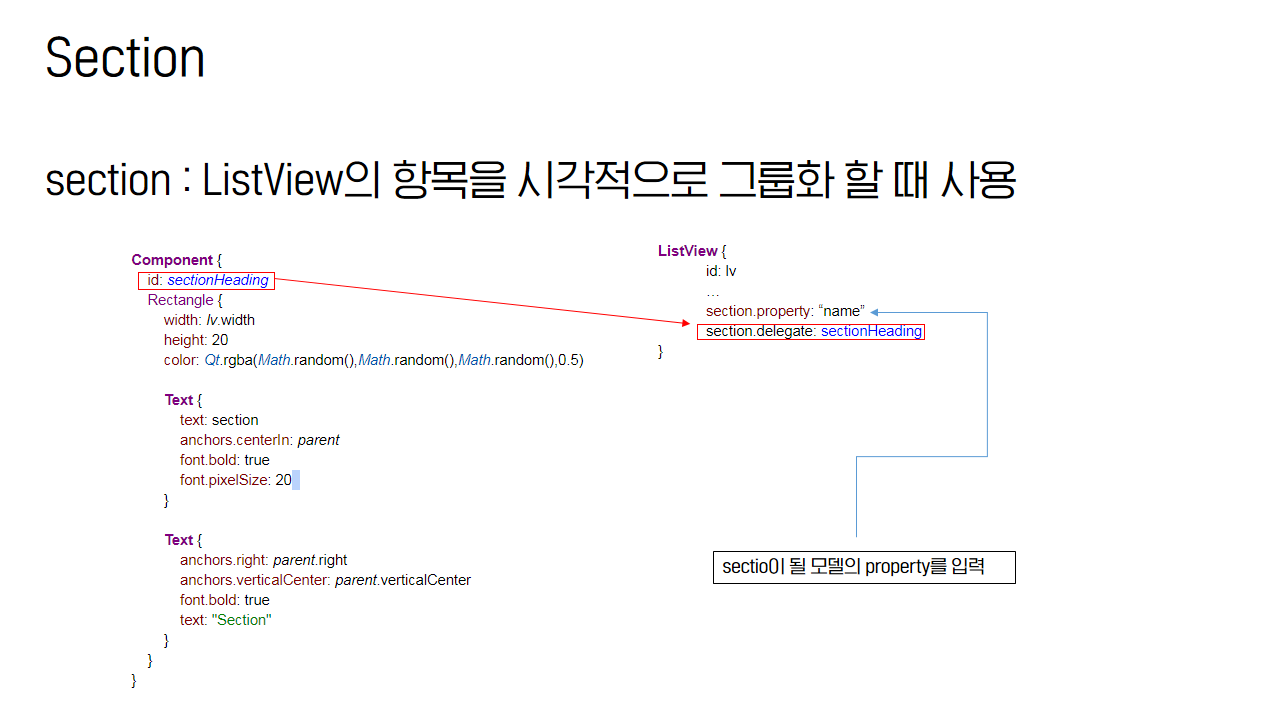 Section
section : ListView의 항목을 시각적으로 그룹화 할 때 사용
Component {
id: sectionHeading
Rectangle {
width: lv.width
height: 20
color: Qt.rgba(Math.random(),Math.random(),Math.random(),0.5)
Text {
text: section
anchors.centerIn: parent
font.bold: true
font.pixelSize: 20
}
Text {
anchors.right: parent.right
anchors.verticalCenter: parent.verticalCenter
font.bold: true
text: "Section"
}
}
}
ListView {
id: lv
…
section.property: “name”
section.delegate: sectionHeading
}
sectio이 될 모델의 property를 입력